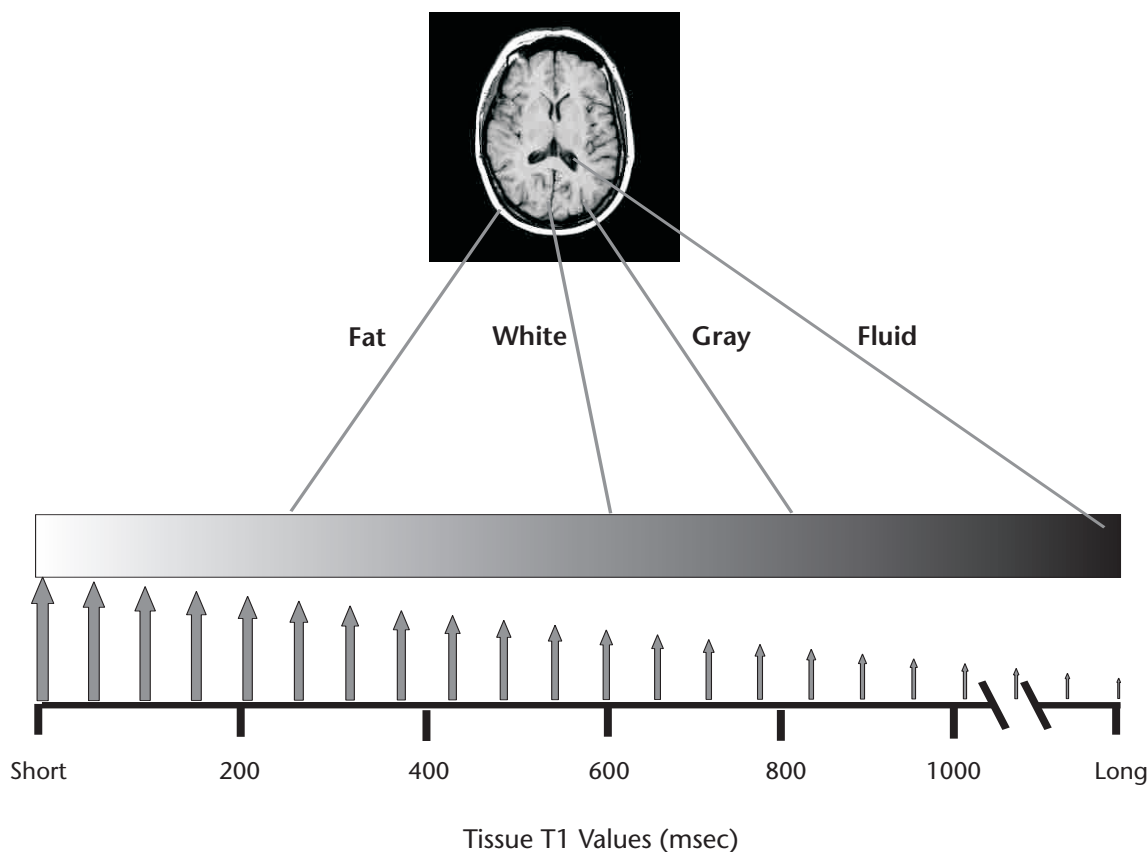 Fat White Gray Fluid
Short 200 400 600 800 1000 Long
Tissue T1 Values (msec)